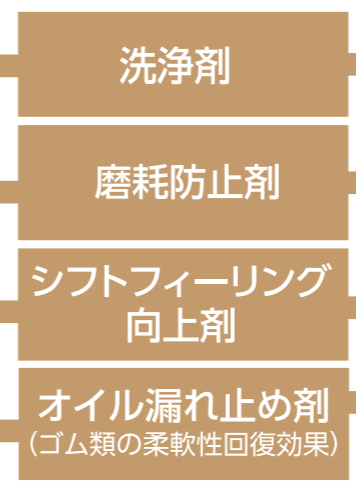 洗浄剤
磨耗防止剤
シフトフィーリング
向上剤
オイル漏れ止め剤
(ゴム類の柔軟性回復効果)